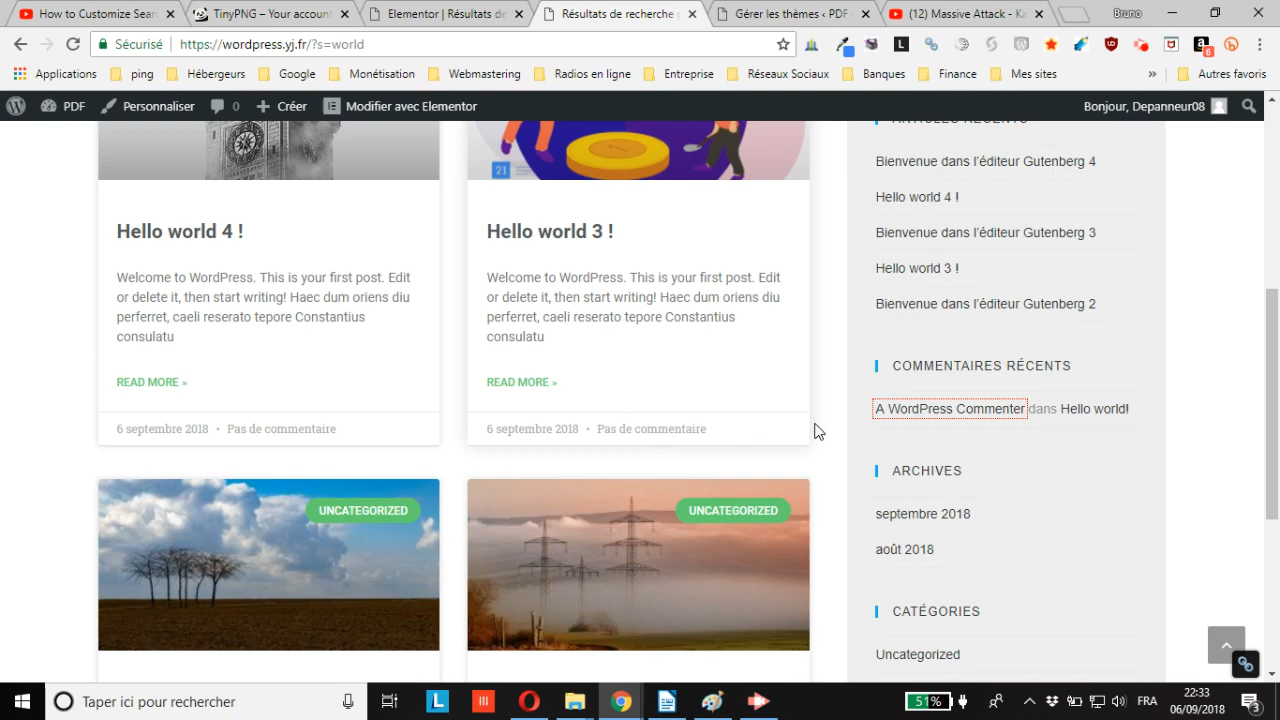 How to Customize Sear
TinyPNG – Your accoun
Elementor | Résultats de
Résultats de recherche
Gérer les thèmes ‹ PDF
(12) Massive Attack - Ka
Bruno
Sécurisé
https://wordpress.yj.fr/?s=world
L
UD
a
6
Applications
ping
Hébergeurs
Google
Monétisation
Webmastering
Radios en ligne
Entreprise
Réseaux Sociaux
Banques
Finance
Mes sites
»
Autres favoris
PDF
Personnaliser
0
Créer
Modifier avec Elementor
Bonjour, Depanneur08
21
ARTICLES RÉCENTS
Bienvenue dans l'éditeur Gutenberg 4
Hello world 4 !
Bienvenue dans l'éditeur Gutenberg 3
Hello world 3 !
Bienvenue dans l'éditeur Gutenberg 2
Hello world 4 !
Welcome to WordPress. This is your first post. Edit
or delete it, then start writing! Haec dum oriens diu
perferret, caeli reserato tepore Constantius
consulatu
READ MORE »
6 septembre 2018 • Pas de commentaire
Hello world 3 !
Welcome to WordPress. This is your first post. Edit
or delete it, then start writing! Haec dum oriens diu
perferret, caeli reserato tepore Constantius
consulatu
READ MORE »
6 septembre 2018 • Pas de commentaire
COMMENTAIRES RÉCENTS
A WordPress Commenter dans Hello world!
ARCHIVES
septembre 2018
août 2018
CATÉGORIES
Uncategorized
UNCATEGORIZED
UNCATEGORIZED
Taper ici pour rechercher
L
51%
FRA
22:33
06/09/2018
3